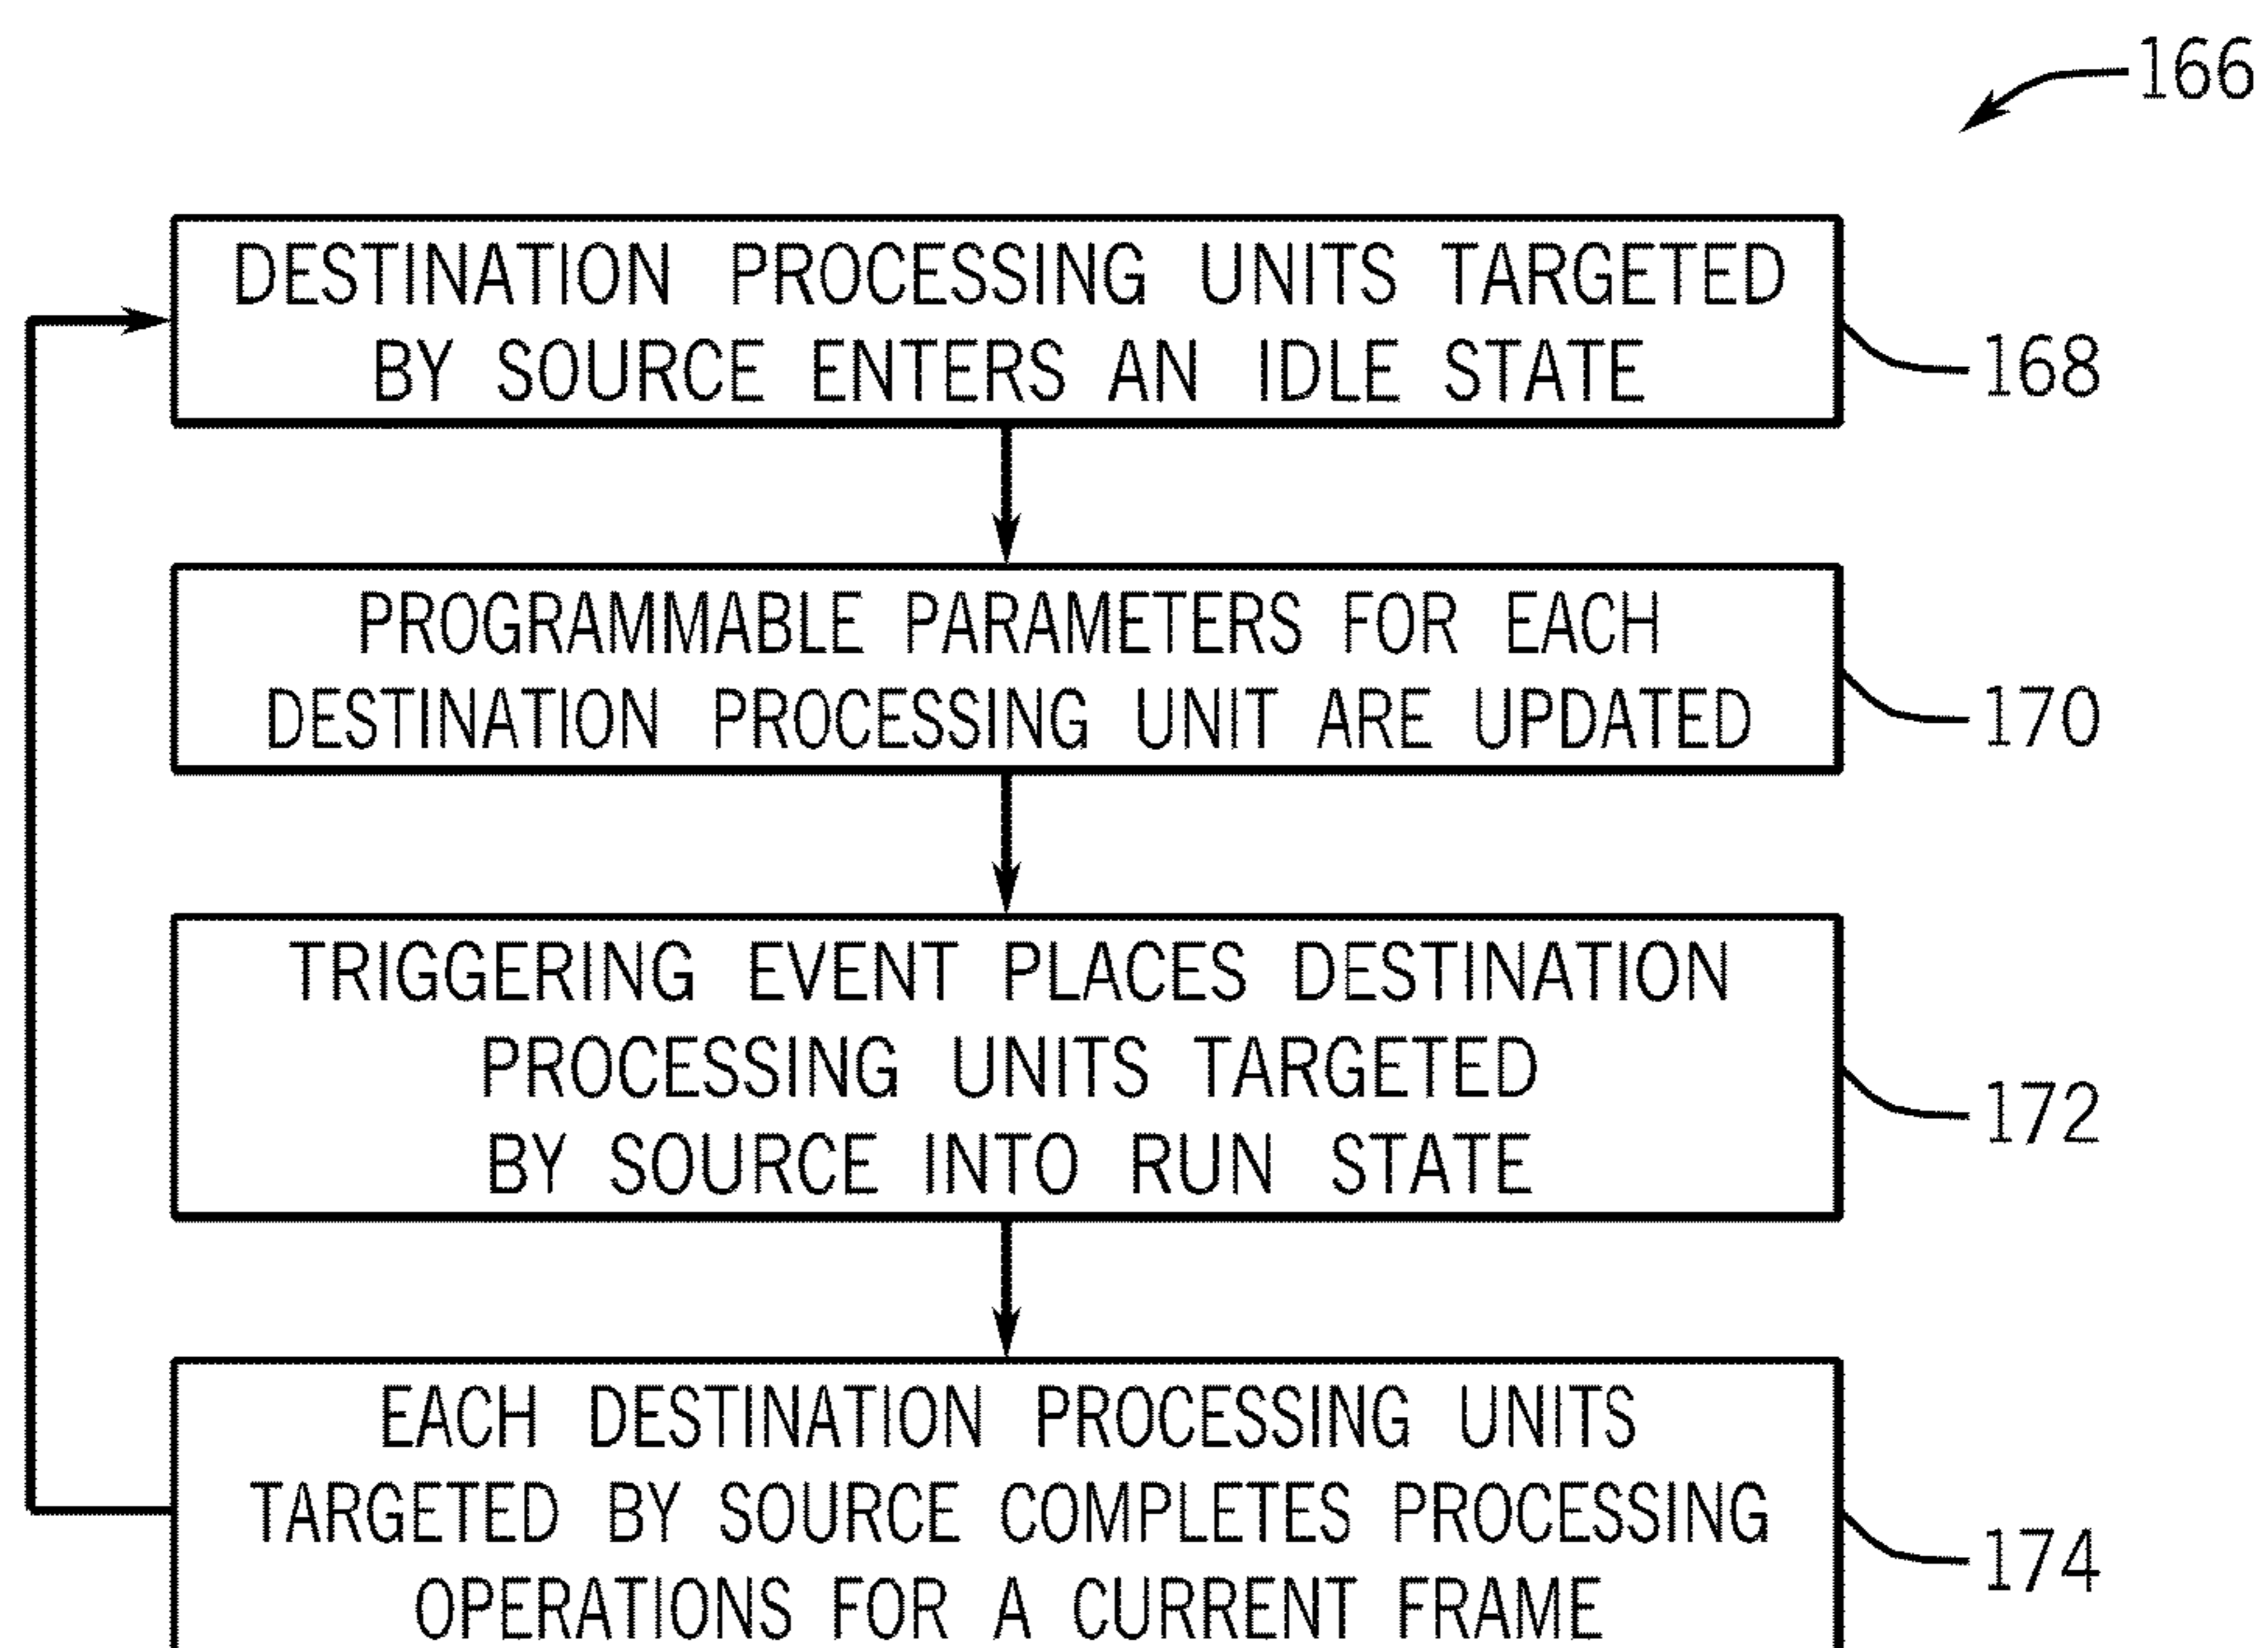 166
DESTINATION PROCESSING UNITS TARGETED
BY SOURCE ENTERS AN IDLE STATE
168
PROGRAMMABLE PARAMETERS FOR EACH
DESTINATION PROCESSING UNIT ARE UPDATED
170
TRIGGERING EVENT PLACES DESTINATION
PROCESSING UNITS TARGETED
BY SOURCE INTO RUN STATE
172
EACH DESTINATION PROCESSING UNITS
TARGETED BY SOURCE COMPLETES PROCESSING
OPERATIONS FOR A CURRENT FRAME
174